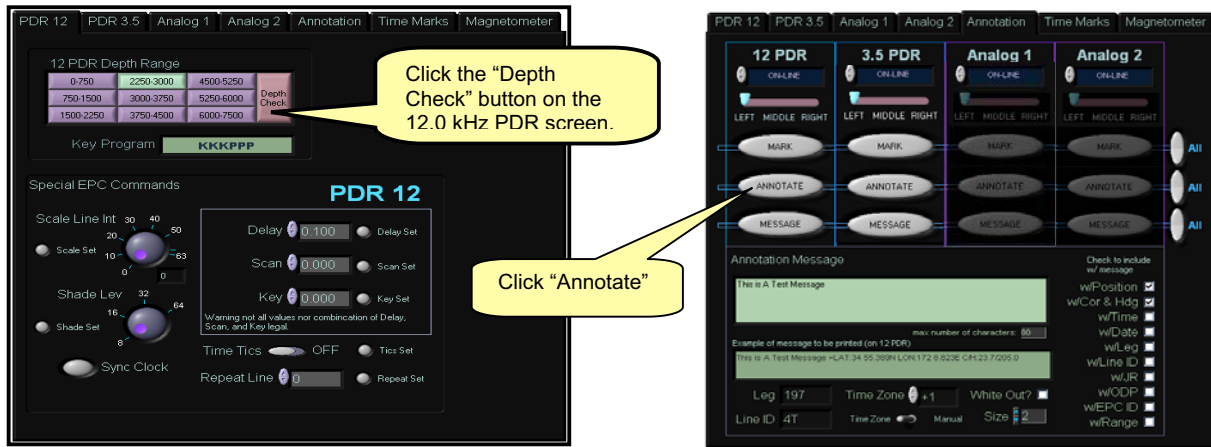 PDR 12 PDR 3.5 Analog 1 Analog 2 Annotation Time Marks Magnetometer
12 PDR Depth Range
0-750 2250-3000 4500-5250
750-1500 3000-3750 5250-6000
1500-2250 3750-4500 6000-7500
Depth
Check
Key Program KKKPPP
Click the “Depth
Check” button on the
12.0 kHz PDR screen.
Special EPC Commands
PDR 12
Scale Line Int
0 10 20 30 40 50 63
Scale Set
0
Shade Lev
8 16 32 64
Shade Set
Sync Clock
Delay 0.100 Delay Set
Scan 0.000 Scan Set
Key 0.000 Key Set
Warning not all values nor combincation of Delay,
Scan, and Key legal.
Time Tics OFF Tics Set
Repeat Line 0 Repeat Set
PDR 12 PDR 3.5 Analog 1 Analog 2 Annotation Time Marks Magnetometer
12 PDR 3.5 PDR Analog 1 Analog 2
ON-LINE ON-LINE ON-LINE ON-LINE
LEFT MIDDLE RIGHT LEFT MIDDLE RIGHT LEFT MIDDLE RIGHT LEFT MIDDLE RIGHT
MARK MARK MARK MARK All
ANNOTATE ANNOTATE ANNOTATE ANNOTATE All
MESSAGE MESSAGE MESSAGE MESSAGE All
Click “Annotate”
Annotation Message
This is A Test Message
max number of characters: 80
Example of message to be printed (on 12 PDR)
This is A Test Message >LAT:34 55.389N LON:172 8.823E C/H:23.7/205.0
Leg 197 Time Zone +1 White Out?
Line ID 4T Time Zone Manual Size 2
Check to include
w/ message
w/Position
w/Cor & Hdg
w/Time
w/Date
w/Leg
w/Line ID
w/JR
w/ODP
w/EPC ID
w/Range